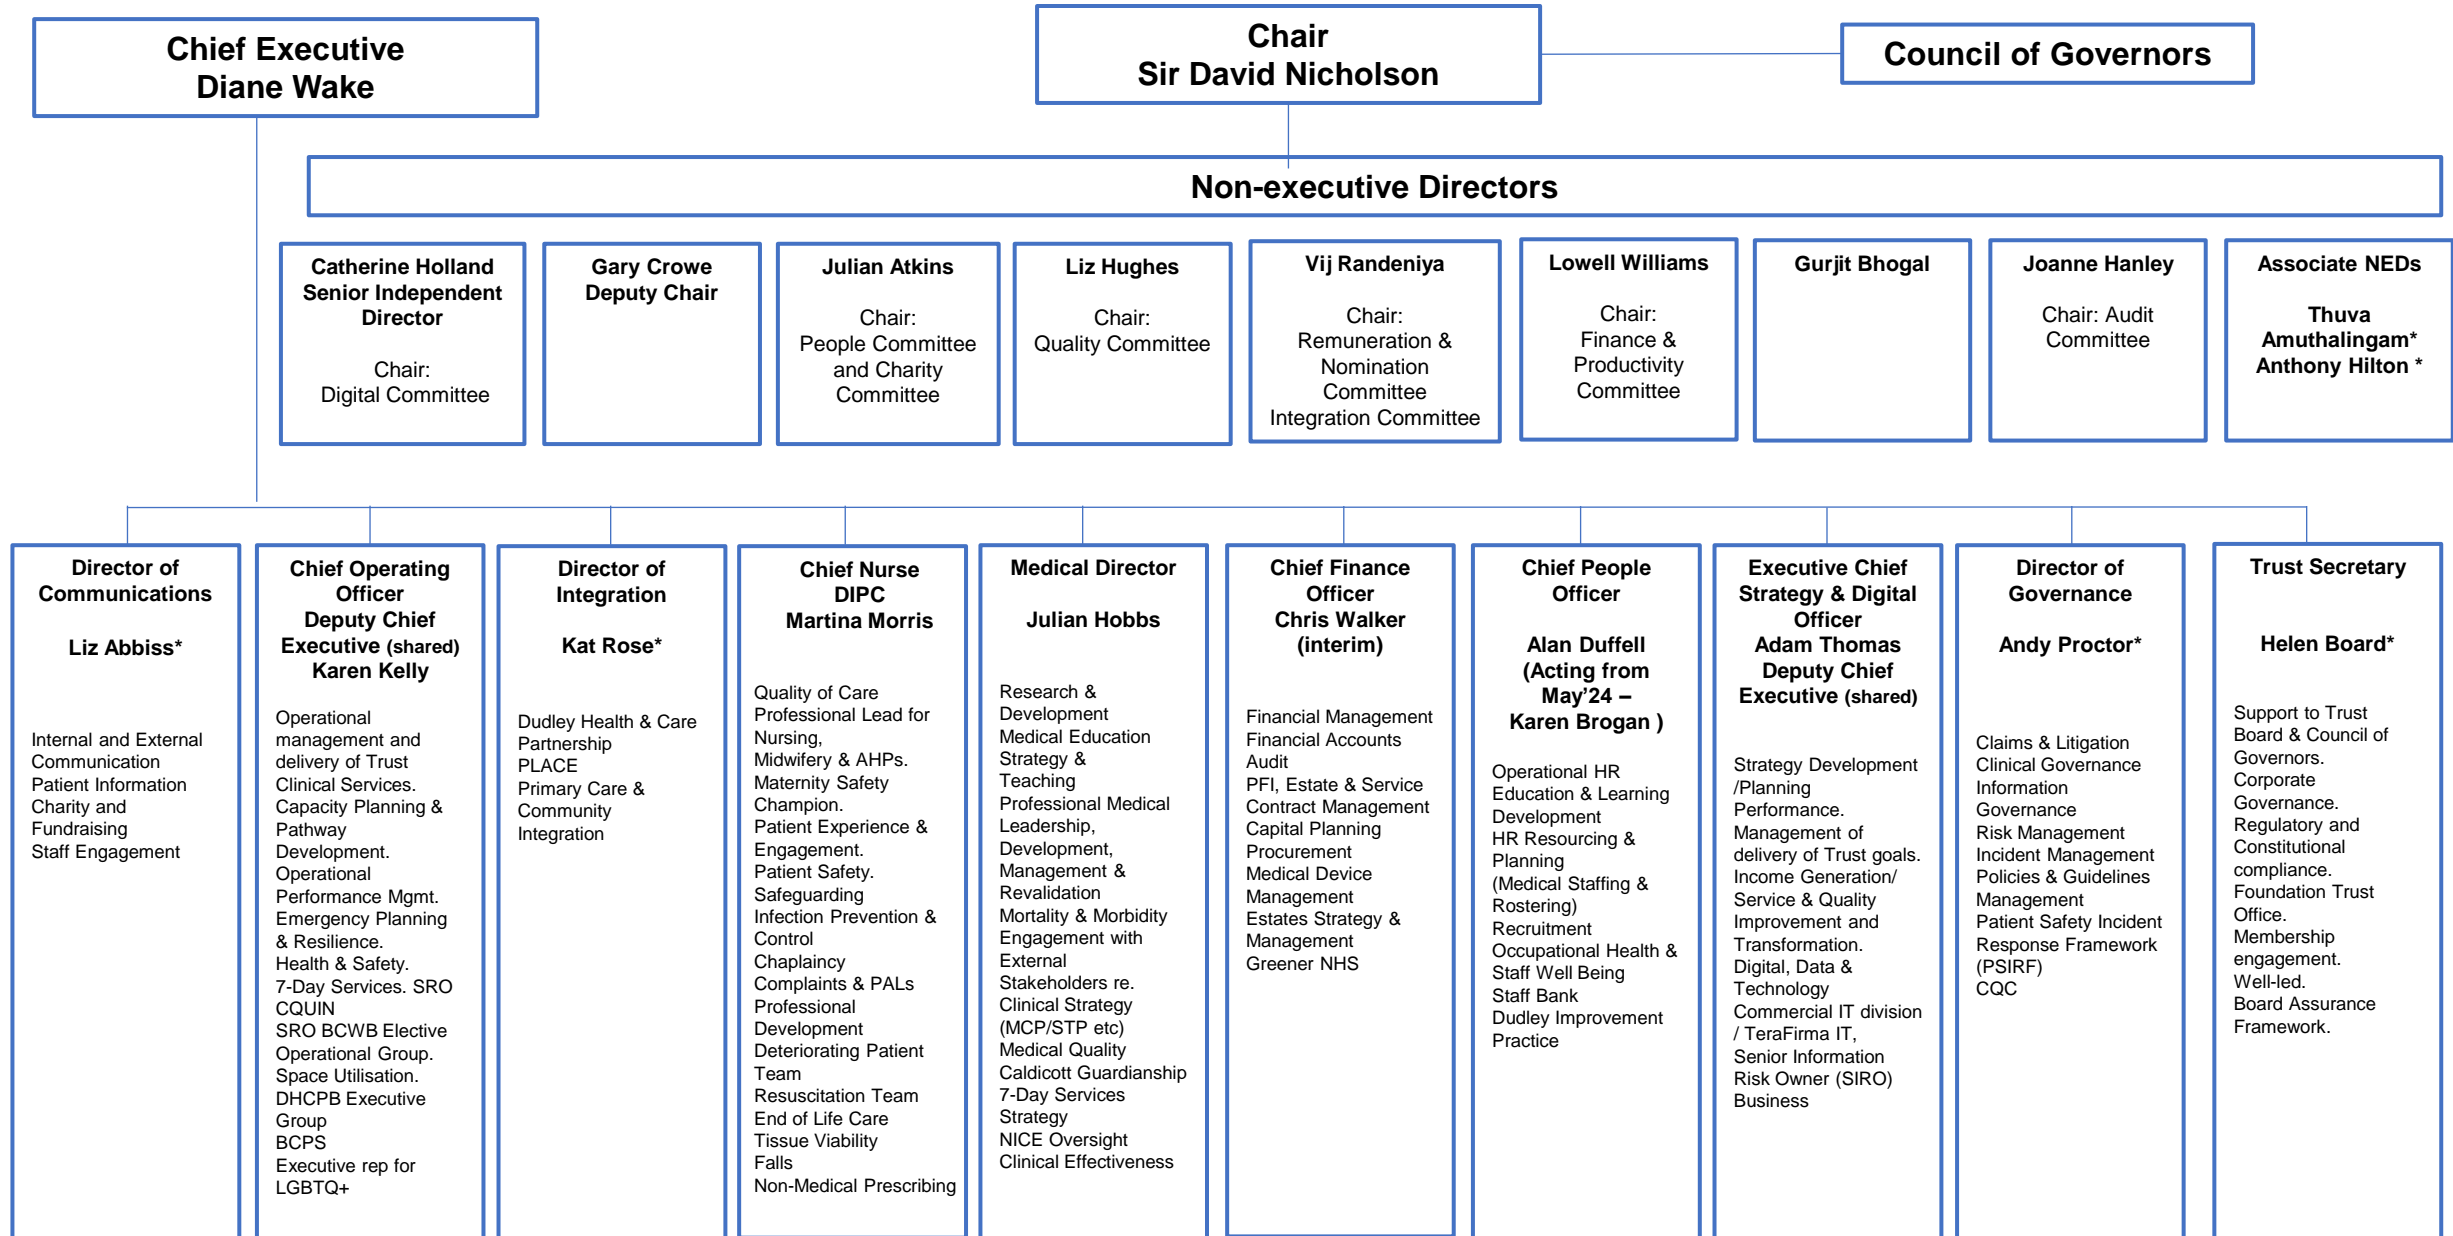 Chief Executive
Diane Wake
Chair
Sir David Nicholson
Council of Governors
Non-executive Directors
Catherine Holland
Senior Independent
Director
Chair:
Digital Committee
Gary Crowe
Deputy Chair
Julian Atkins
Chair:
People Committee
and Charity
Committee
Liz Hughes
Chair:
Quality Committee
Vij Randeniya
Chair:
Remuneration &
Nomination
Committee
Integration Committee
Lowell Williams
Chair:
Finance &
Productivity
Committee
Gurjit Bhogal
Joanne Hanley
Chair: Audit
Committee
Associate NEDs
Thuva
Amuthalingam*
Anthony Hilton *
Director of
Communications
Liz Abbiss*
Internal and External
Communication
Patient Information
Charity and
Fundraising
Staff Engagement
Chief Operating
Officer
Deputy Chief
Executive (shared)
Karen Kelly
Operational
management and
delivery of Trust
Clinical Services.
Capacity Planning &
Pathway
Development.
Operational
Performance Mgmt.
Emergency Planning
& Resilience.
Health & Safety.
7-Day Services. SRO
CQUIN
SRO BCWB Elective
Operational Group.
Space Utilisation.
DHCPB Executive
Group
BCPS
Executive rep for
LGBTQ+
Director of
Integration
Kat Rose*
Dudley Health & Care
Partnership
PLACE
Primary Care &
Community
Integration
Chief Nurse
DIPC
Martina Morris
Quality of Care
Professional Lead for
Nursing,
Midwifery & AHPs.
Maternity Safety
Champion.
Patient Experience &
Engagement.
Patient Safety.
Safeguarding
Infection Prevention &
Control
Chaplaincy
Complaints & PALs
Professional
Development
Deteriorating Patient
Team
Resuscitation Team
End of Life Care
Tissue Viability
Falls
Non-Medical Prescribing
Medical Director
Julian Hobbs
Research &
Development
Medical Education
Strategy &
Teaching
Professional Medical
Leadership,
Development,
Management &
Revalidation
Mortality & Morbidity
Engagement with
External
Stakeholders re.
Clinical Strategy
(MCP/STP etc)
Medical Quality
Caldicott Guardianship
7-Day Services
Strategy
NICE Oversight
Clinical Effectiveness
Chief Finance
Officer
Chris Walker
(interim)
Financial Management
Financial Accounts
Audit
PFI, Estate & Service
Contract Management
Capital Planning
Procurement
Medical Device
Management
Estates Strategy &
Management
Greener NHS
Chief People
Officer
Alan Duffell
(Acting from
May’24 –
Karen Brogan )
Operational HR
Education & Learning
Development
HR Resourcing &
Planning
(Medical Staffing &
Rostering)
Recruitment
Occupational Health &
Staff Well Being
Staff Bank
Dudley Improvement
Practice
Executive Chief
Strategy & Digital
Officer
Adam Thomas
Deputy Chief
Executive (shared)
Strategy Development
/Planning
Performance.
Management of
delivery of Trust goals.
Income Generation/
Service & Quality
Improvement and
Transformation.
Digital, Data &
Technology
Commercial IT division
/ TeraFirma IT,
Senior Information
Risk Owner (SIRO)
Business
Director of
Governance
Andy Proctor*
Claims & Litigation
Clinical Governance
Information
Governance
Risk Management
Incident Management
Policies & Guidelines
Management
Patient Safety Incident
Response Framework
(PSIRF)
CQC
Trust Secretary
Helen Board*
Support to Trust
Board & Council of
Governors.
Corporate
Governance.
Regulatory and
Constitutional
compliance.
Foundation Trust
Office.
Membership
engagement.
Well-led.
Board Assurance
Framework.